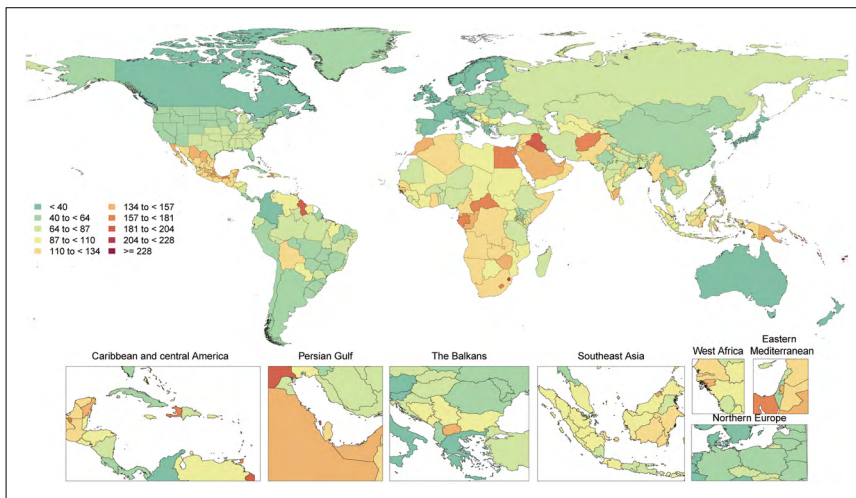 < 40
40 to < 64
64 to < 87
87 to < 110
110 to < 134
134 to < 157
157 to < 181
181 to < 204
204 to < 228
>= 228
Caribbean and central America
Persian Gulf
The Balkans
Southeast Asia
West Africa
Eastern
Mediterranean
Northern Europe